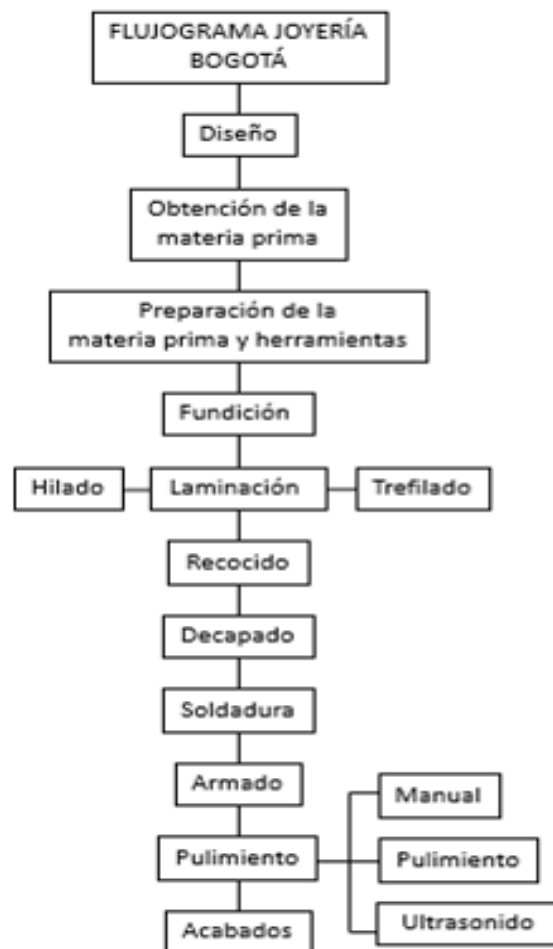 FLUJOGRAMA JOYERÍA
BOGOTÁ
Diseño
Obtención de la
materia prima
Preparación de la
materia prima y herramientas
Fundición
Hilado
Laminación
Trefilado
Recocido
Decapado
Soldadura
Armado
Manual
Pulimiento
Pulimiento
Acabados
Ultrasonido